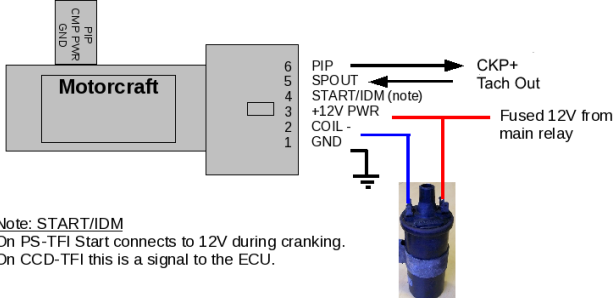 PIP
CMP PWR
GND
Motorcraft
6 PIP
5 SPOUT
4 START/IDM (note)
3 +12V PWR
2 COIL -
1 GND
CKP+
Tach Out
Fused 12V from
main relay
Note: START/IDM
On PS-TFI Start connects to 12V during cranking.
On CCD-TFI this is a signal to the ECU.